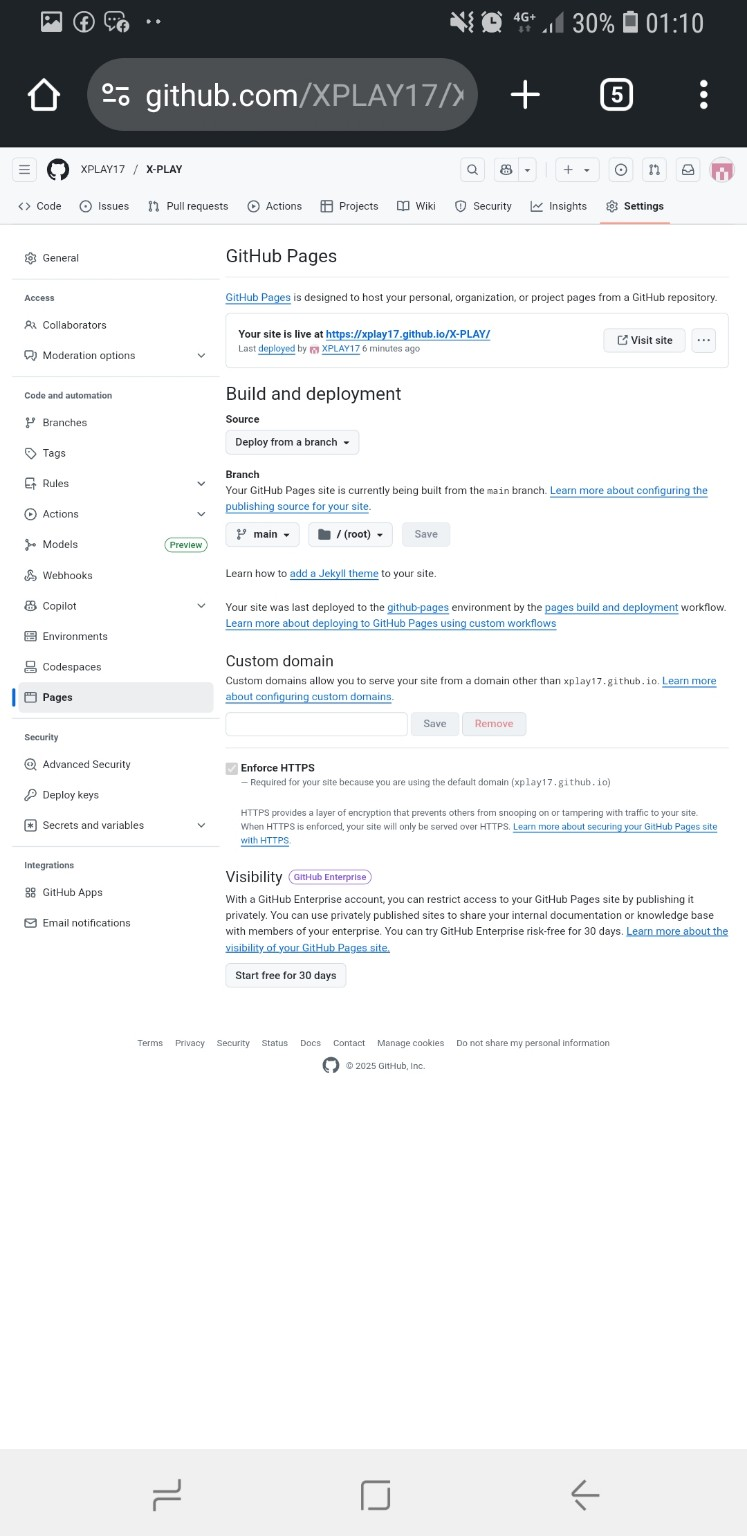 4G+ 30% 01:10
github.com/XPLAY17/X
5
XPLAY17 / X-PLAY
Code Issues Pull requests Actions Projects Wiki Security Insights Settings
General
Access
Collaborators
Moderation options
Code and automation
Branches
Tags
Rules
Actions
Models Preview
Webhooks
Copilot
Environments
Codespaces
Pages
Security
Advanced Security
Deploy keys
Secrets and variables
Integrations
GitHub Apps
Email notifications
GitHub Pages
GitHub Pages is designed to host your personal, organization, or project pages from a GitHub repository.
Your site is live at https://xplay17.github.io/X-PLAY/
Last deployed by XPLAY17 6 minutes ago
Visit site
Build and deployment
Source
Deploy from a branch
Branch
Your GitHub Pages site is currently being built from the main branch. Learn more about configuring the
publishing source for your site.
main / (root) Save
Learn how to add a Jekyll theme to your site.
Your site was last deployed to the github-pages environment by the pages build and deployment workflow.
Learn more about deploying to GitHub Pages using custom workflows
Custom domain
Custom domains allow you to serve your site from a domain other than xplay17.github.io. Learn more
about configuring custom domains.
Save Remove
Enforce HTTPS
— Required for your site because you are using the default domain (xplay17.github.io)
HTTPS provides a layer of encryption that prevents others from snooping on or tampering with traffic to your site.
When HTTPS is enforced, your site will only be served over HTTPS. Learn more about securing your GitHub Pages site
with HTTPS.
Visibility GitHub Enterprise
With a GitHub Enterprise account, you can restrict access to your GitHub Pages site by publishing it
privately. You can use privately published sites to share your internal documentation or knowledge base
with members of your enterprise. You can try GitHub Enterprise risk-free for 30 days. Learn more about the
visibility of your GitHub Pages site.
Start free for 30 days
Terms Privacy Security Status Docs Contact Manage cookies Do not share my personal information
© 2025 GitHub, Inc.